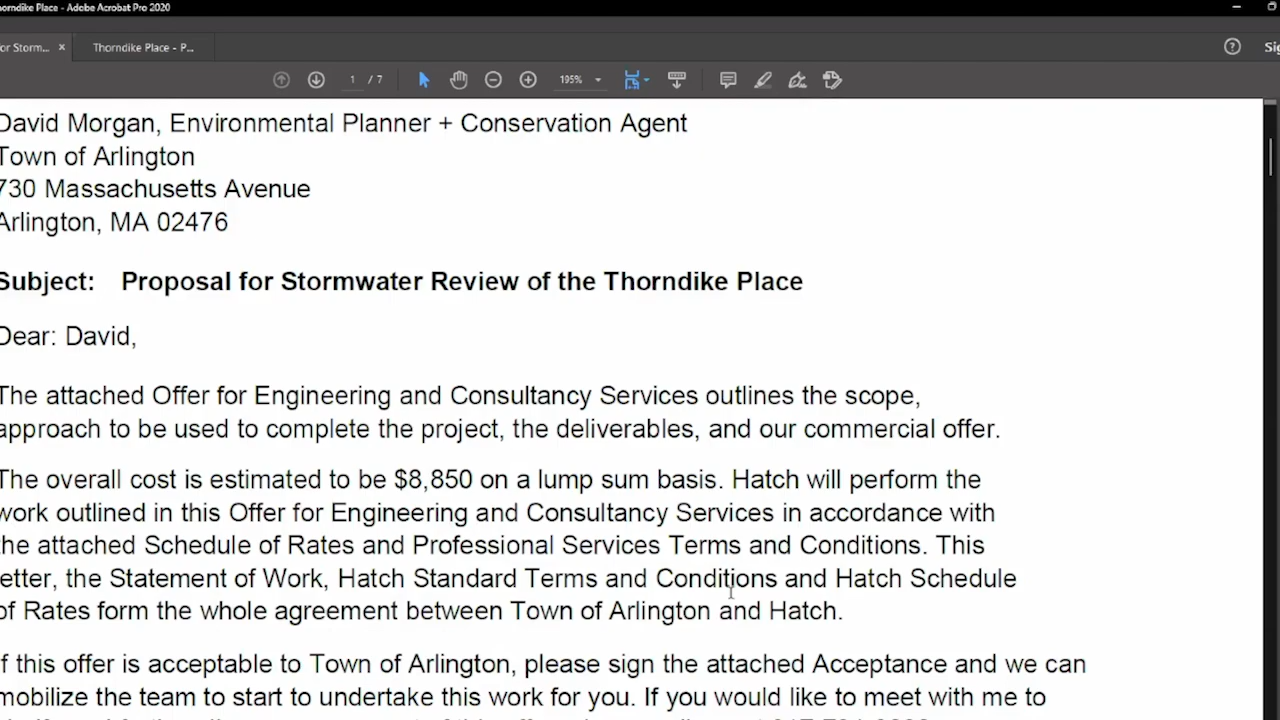 orndike Place - Adobe Acrobat Pro 2020
or Storm... × Thorndike Place - P... Sig
1 / 7 195%
David Morgan, Environmental Planner + Conservation Agent
Town of Arlington
730 Massachusetts Avenue
Arlington, MA 02476
Subject: Proposal for Stormwater Review of the Thorndike Place
Dear: David,
The attached Offer for Engineering and Consultancy Services outlines the scope,
approach to be used to complete the project, the deliverables, and our commercial offer.
The overall cost is estimated to be $8,850 on a lump sum basis. Hatch will perform the
work outlined in this Offer for Engineering and Consultancy Services in accordance with
the attached Schedule of Rates and Professional Services Terms and Conditions. This
etter, the Statement of Work, Hatch Standard Terms and Conditions and Hatch Schedule
of Rates form the whole agreement between Town of Arlington and Hatch.
f this offer is acceptable to Town of Arlington, please sign the attached Acceptance and we can
mobilize the team to start to undertake this work for you. If you would like to meet with me to